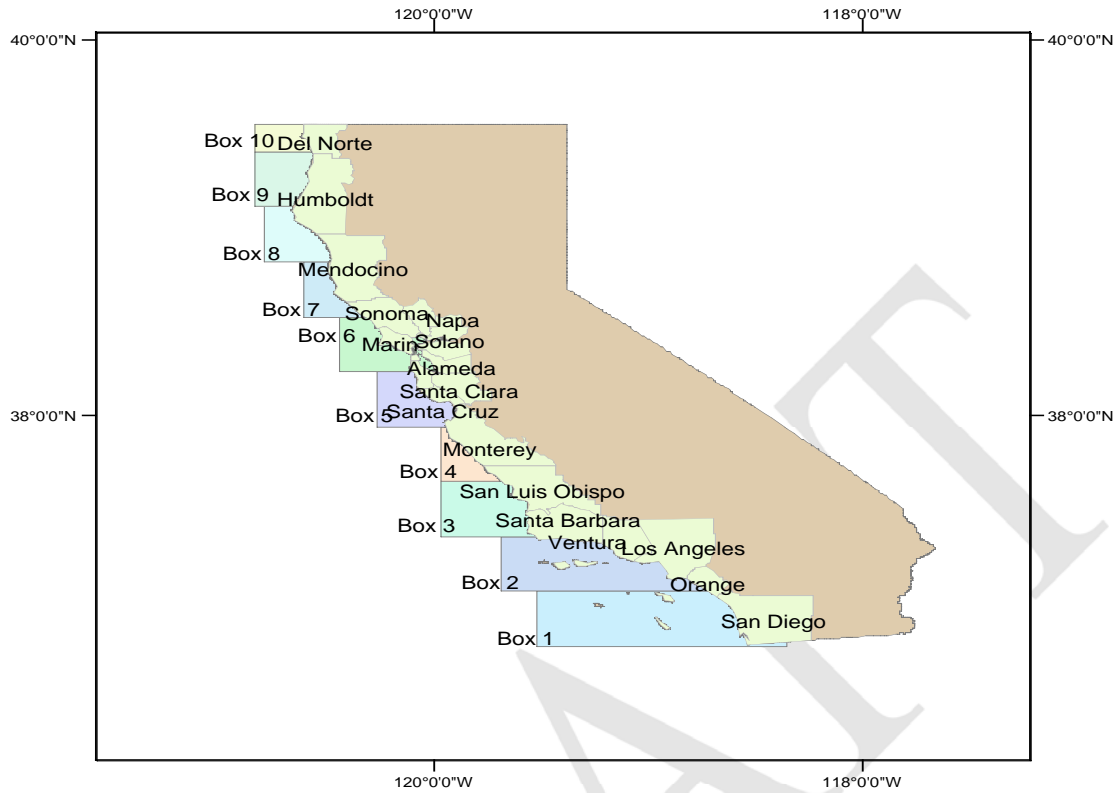 120°0'0"W
118°0'0"W
40°0'0"N
40°0'0"N
Box 10
Del Norte
Box 9
Humboldt
Box 8
Mendocino
Box 7
Sonoma
Napa
Box 6
Marin
Solano
Alameda
Santa Clara
38°0'0"N
Box 5
Santa Cruz
38°0'0"N
Monterey
Box 4
San Luis Obispo
Box 3
Santa Barbara
Ventura
Los Angeles
Box 2
Orange
Box 1
San Diego
120°0'0"W
118°0'0"W